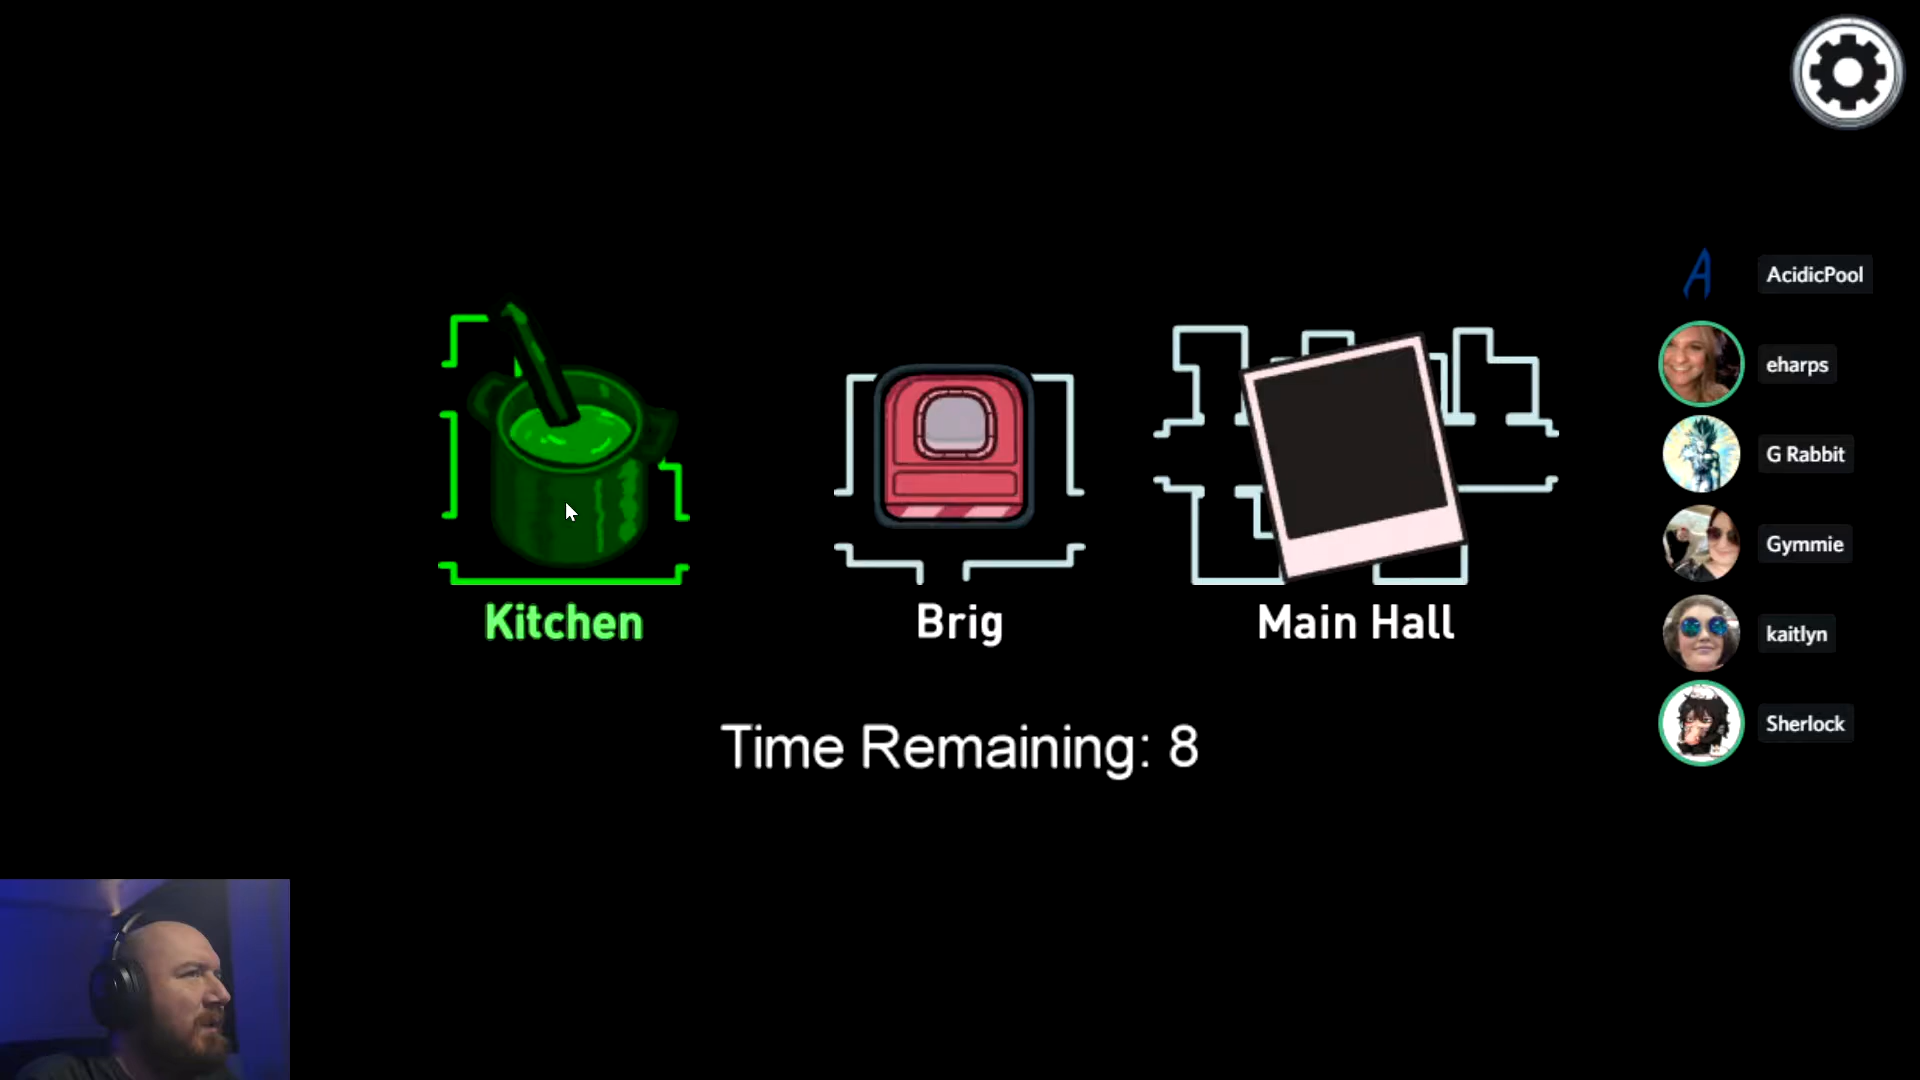 AcidicPool
eharps
G Rabbit
Gymmie
kaitlyn
Sherlock
Kitchen
Brig
Main Hall
Time Remaining: 8